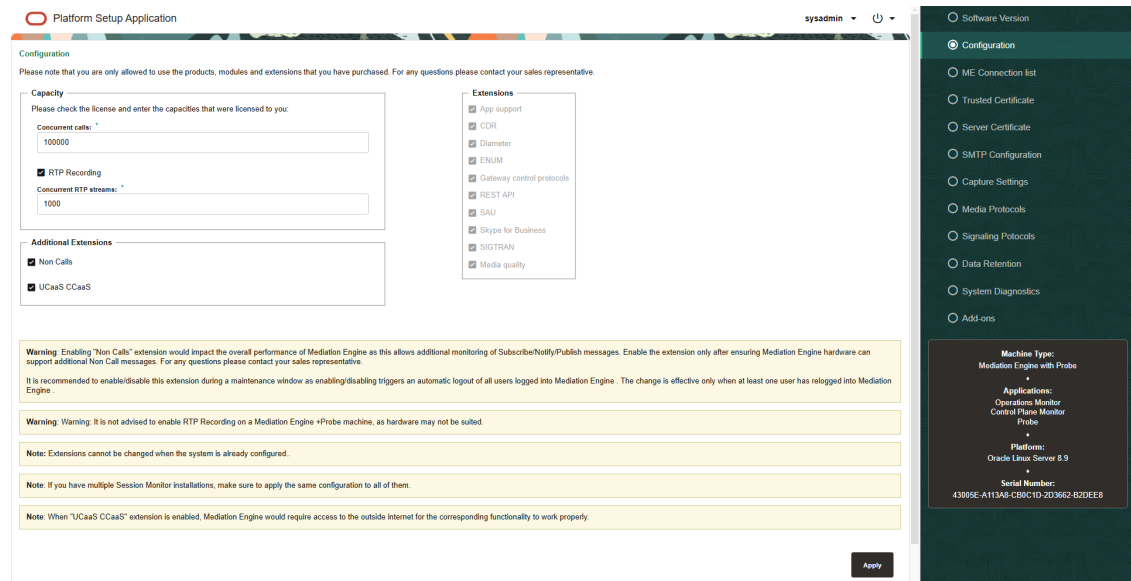 Platform Setup Application
sysadmin
Configuration
Please note that you are only allowed to use the products, modules and extensions that you have purchased. For any questions please contact your sales representative.
Capacity
Please check the license and enter the capacities that were licensed to you:
Concurrent calls: *
100000
RTP Recording
Concurrent RTP streams: *
1000
Additional Extensions
Non Calls
UCaaS CCaaS
Extensions
App support
CDR
Diameter
ENUM
Gateway control protocols
REST API
SAU
Skype for Business
SIGTRAN
Media quality
Warning: Enabling "Non Calls" extension would impact the overall performance of Mediation Engine as this allows additional monitoring of Subscribe/Notify/Publish messages. Enable the extension only after ensuring Mediation Engine hardware can
support additional Non Call messages. For any questions please contact your sales representative.
It is recommended to enable/disable this extension during a maintenance window as enabling/disabling triggers an automatic logout of all users logged into Mediation Engine . The change is effective only when at least one user has relogged into Mediation
Engine .
Warning: Warning: It is not advised to enable RTP Recording on a Mediation Engine +Probe machine, as hardware may not be suited.
Note: Extensions cannot be changed when the system is already configured..
Note: If you have multiple Session Monitor installations, make sure to apply the same configuration to all of them.
Note: When "UCaaS CCaaS" extension is enabled, Mediation Engine would require access to the outside internet for the corresponding functionality to work properly.
Apply
Software Version
Configuration
ME Connection list
Trusted Certificate
Server Certificate
SMTP Configuration
Capture Settings
Media Protocols
Signaling Potocols
Data Retention
System Diagnostics
Add-ons
Machine Type:
Mediation Engine with Probe
Applications:
Operations Monitor
Control Plane Monitor
Probe
Platform:
Oracle Linux Server 8.9
Serial Number:
43005E-A113A8-CB0C1D-2D3662-B2DEE8